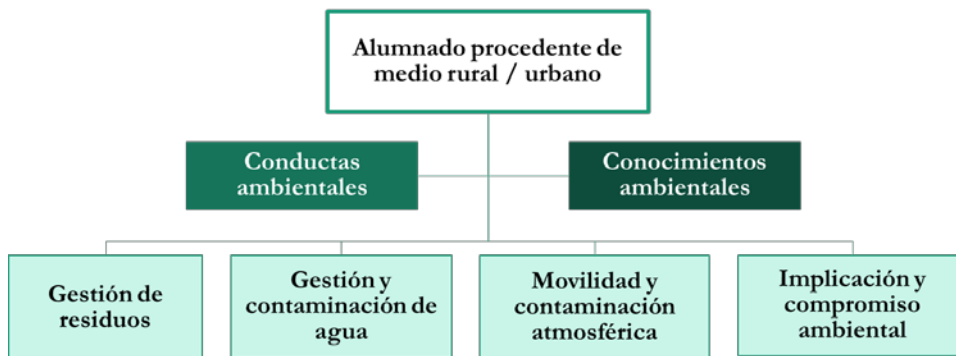 Alumnado procedente de
medio rural / urbano
Conductas
ambientales
Conocimientos
ambientales
Gestión de
residuos
Gestión y
contaminación de
agua
Movilidad y
contaminación
atmosférica
Implicación y
compromiso
ambiental